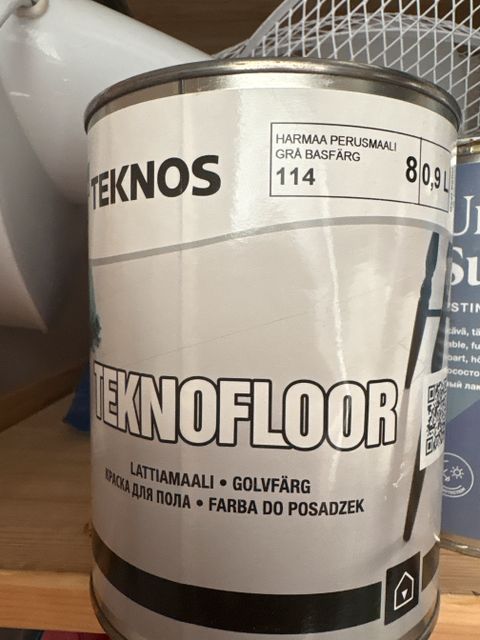 HARMAA PERUSMAALI
GRÅ BASFÄRG
114
8
0,9 L
TEKNOS
TEKNOFLOOR
LATTIAMAALI • GOLVFÄRG
КРАСКА ДЛЯ ПОЛА • FARBA DO POSADZEK